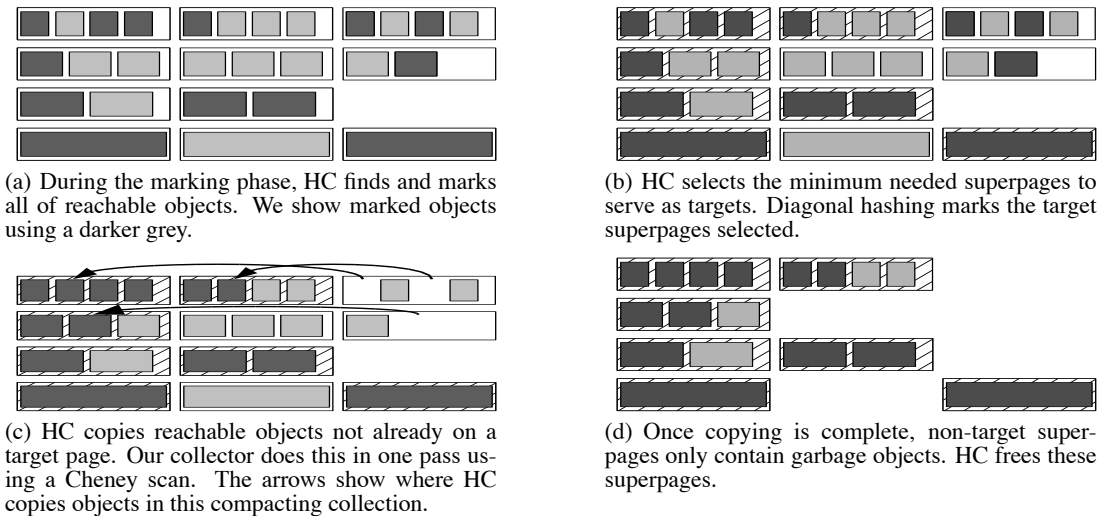 (a) During the marking phase, HC finds and marks
all of reachable objects. We show marked objects
using a darker grey.
(b) HC selects the minimum needed superpages to
serve as targets. Diagonal hashing marks the target
superpages selected.
(c) HC copies reachable objects not already on a
target page. Our collector does this in one pass us-
ing a Cheney scan. The arrows show where HC
copies objects in this compacting collection.
(d) Once copying is complete, non-target super-
pages only contain garbage objects. HC frees these
superpages.